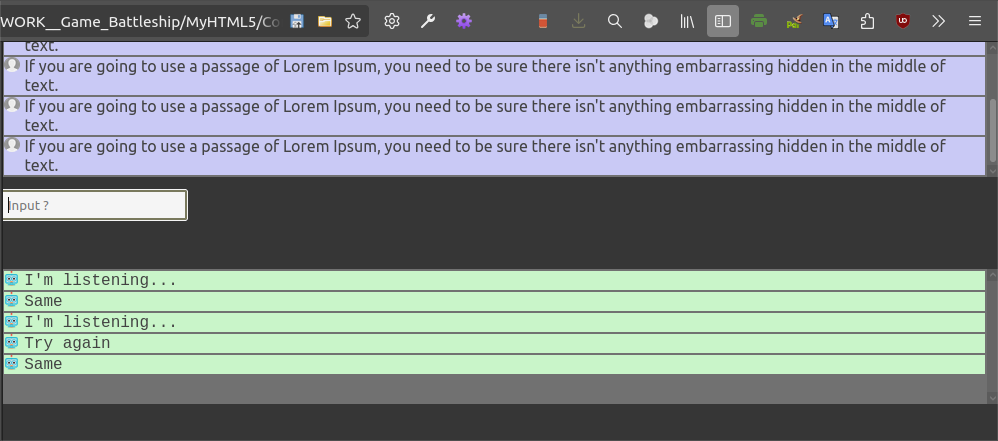 WORK__Game_Battleship/MyHTML5/Co
text.
If you are going to use a passage of Lorem Ipsum, you need to be sure there isn't anything embarrassing hidden in the middle of
text.
If you are going to use a passage of Lorem Ipsum, you need to be sure there isn't anything embarrassing hidden in the middle of
text.
If you are going to use a passage of Lorem Ipsum, you need to be sure there isn't anything embarrassing hidden in the middle of
text.
Input ?
I'm listening...
Same
I'm listening...
Try again
Same